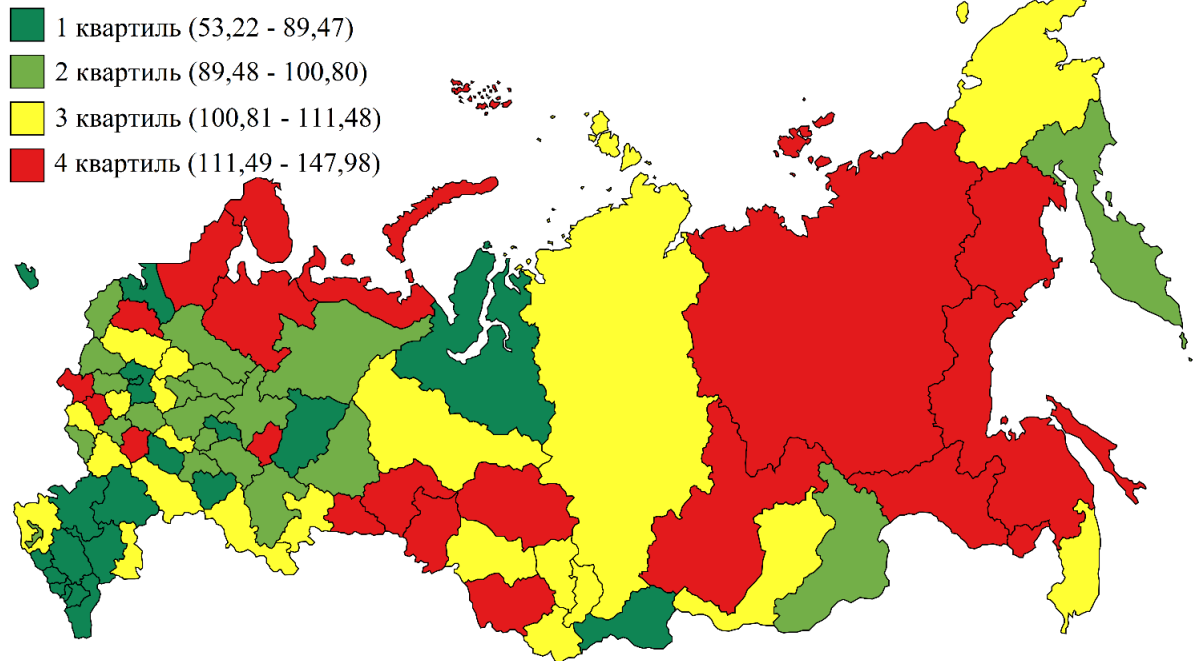 1 квартиль (53,22 - 89,47)
2 квартиль (89,48 - 100,80)
3 квартиль (100,81 - 111,48)
4 квартиль (111,49 - 147,98)